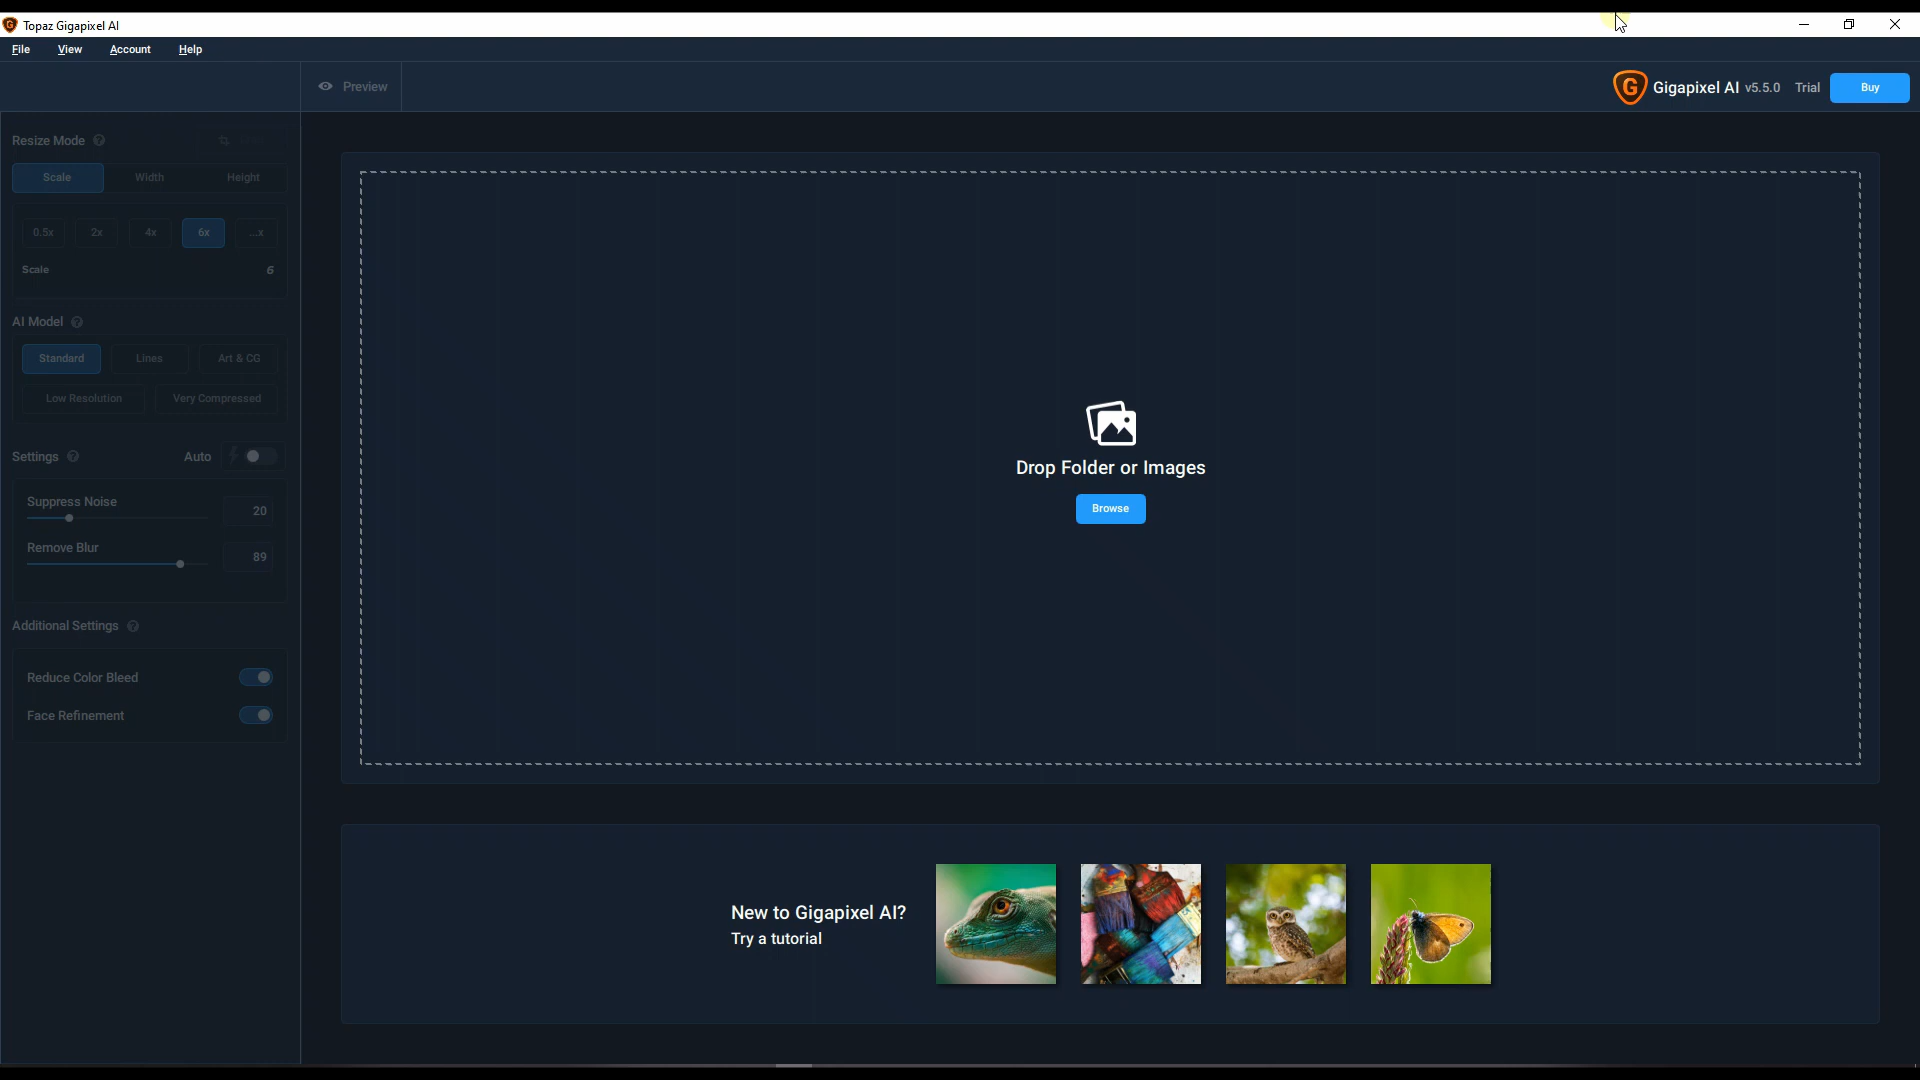 Topaz Gigapixel AI
File View Account Help
Preview
Gigapixel AI v5.5.0 Trial Buy
Resize Mode
Scale Width Height
0.5x 2x 4x 6x ...x
Scale 6
AI Model
Standard Lines Art & CG
Low Resolution Very Compressed
Settings Auto
Suppress Noise 20
Remove Blur 89
Additional Settings
Reduce Color Bleed
Face Refinement
Drop Folder or Images
Browse
New to Gigapixel AI?
Try a tutorial